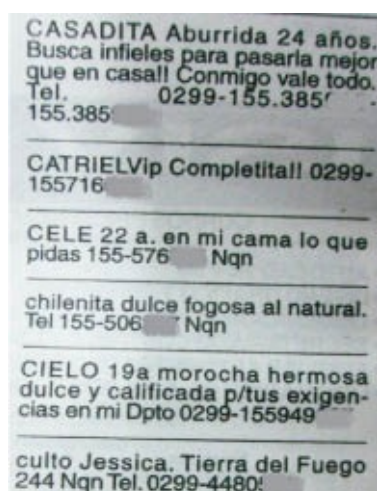 CASADITA Aburrida 24 años.
Busca infieles para pasarla mejor
que en casa!! Conmigo vale todo.
Tel. 0299-155.385
155.385
CATRIELVip Completita!! 0299-
155716
CELE 22 a. en mi cama lo que
pidas 155-576 Nqn
chilenita dulce fogosa al natural.
Tel 155-506 Nqn
CIELO 19a morocha hermosa
dulce y calificada p/tus exigen-
cias en mi Dpto 0299-155949
culto Jessica. Tierra del Fuego
244 Nqn Tel. 0299-4480